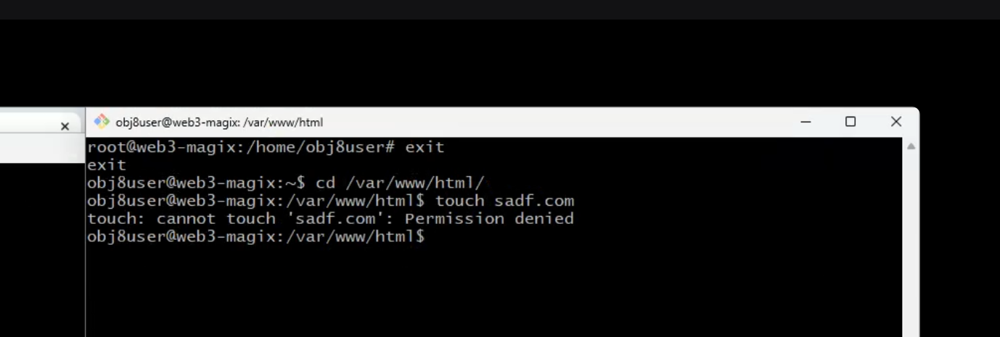 obj8user@web3-magix: /var/www/html
root@web3-magix:/home/obj8user# exit
exit
obj8user@web3-magix:~$ cd /var/www/html/
obj8user@web3-magix:/var/www/html$ touch sadf.com
touch: cannot touch 'sadf.com': Permission denied
obj8user@web3-magix:/var/www/html$